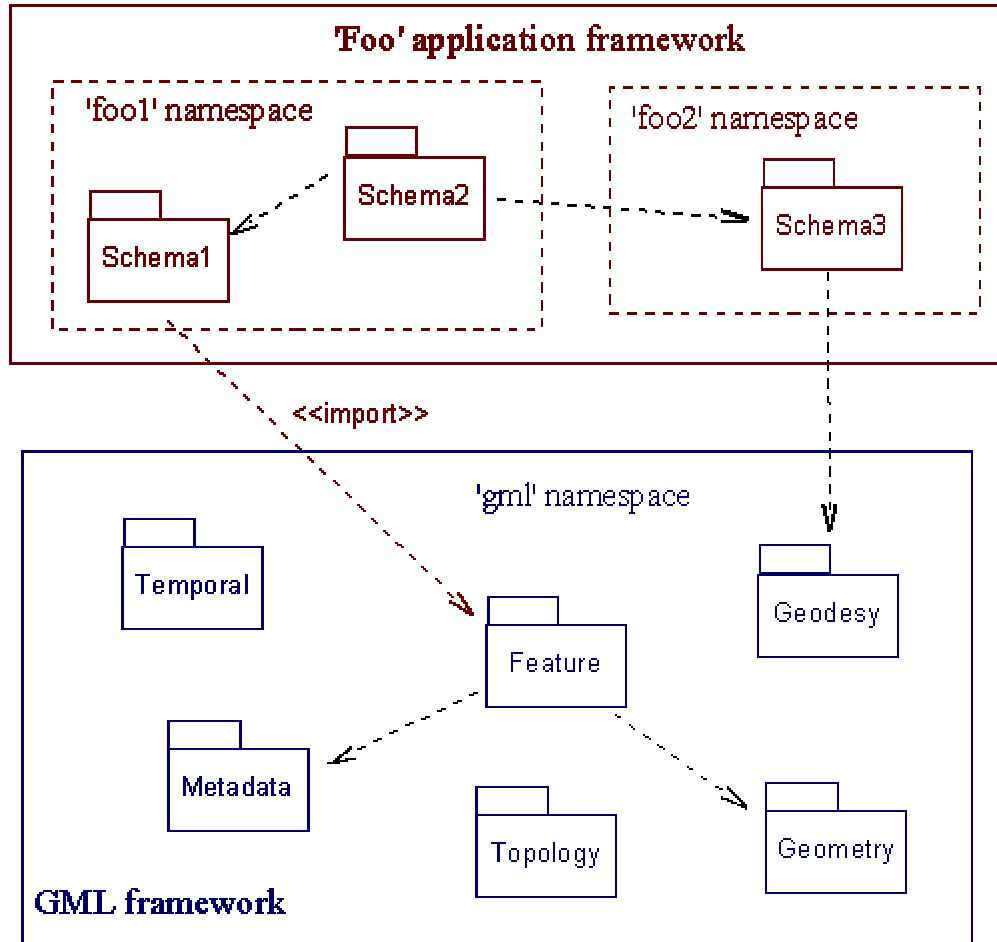 'Foo' application framework
'foo1' namespace
'foo2' namespace
Schema2
Schema1
Schema3
<<import>>
'gml' namespace
Temporal
Geodesy
Feature
Metadata
Topology
Geometry
GML framework